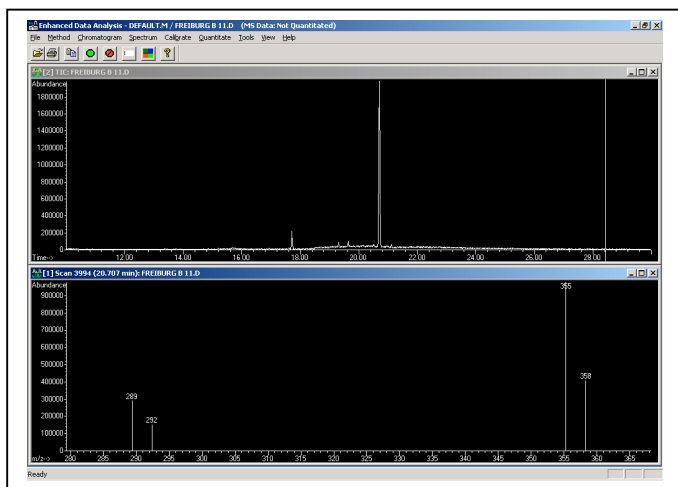 Enhanced Data Analysis - DEFAULT.M / FREIBURG B 11.D (MS Data: Not Quantitated)
File Method Chromatogram Spectrum Calibrate Quantitate Tools View Help
[2] TIC: FREIBURG B 11.D
Abundance
1800000
1600000
1400000
1200000
1000000
800000
600000
400000
200000
0
Time--> 12.00 14.00 16.00 18.00 20.00 22.00 24.00 26.00 28.00
[1] Scan 3994 (20.707 min): FREIBURG B 11.D
Abundance
355
900000
800000
700000
600000
500000
400000
358
300000
289
200000
292
100000
0
m/z--> 280 285 290 295 300 305 310 315 320 325 330 335 340 345 350 355 360 365
Ready